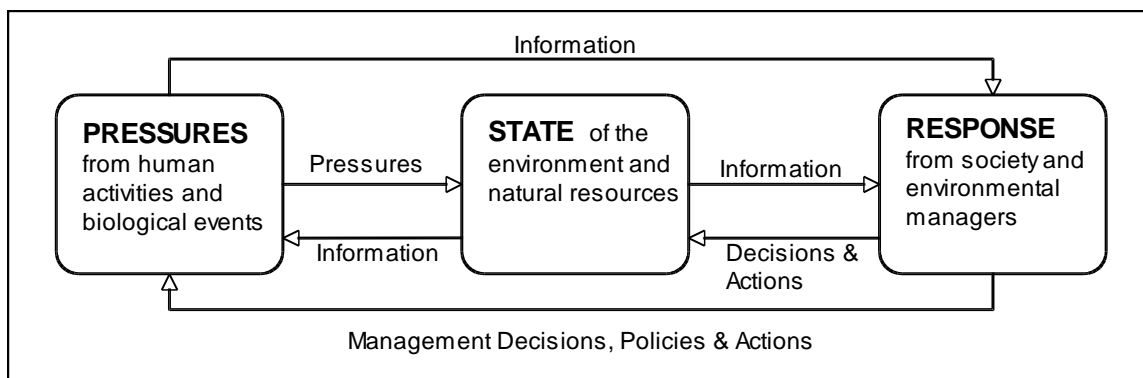 Information
PRESSURES
from human
activities and
biological events
Pressures
Information
STATE of the
environment and
natural resources
Information
Decisions &
Actions
RESPONSE
from society and
environmental
managers
Management Decisions, Policies & Actions